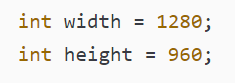 int width = 1280;
int height = 960;